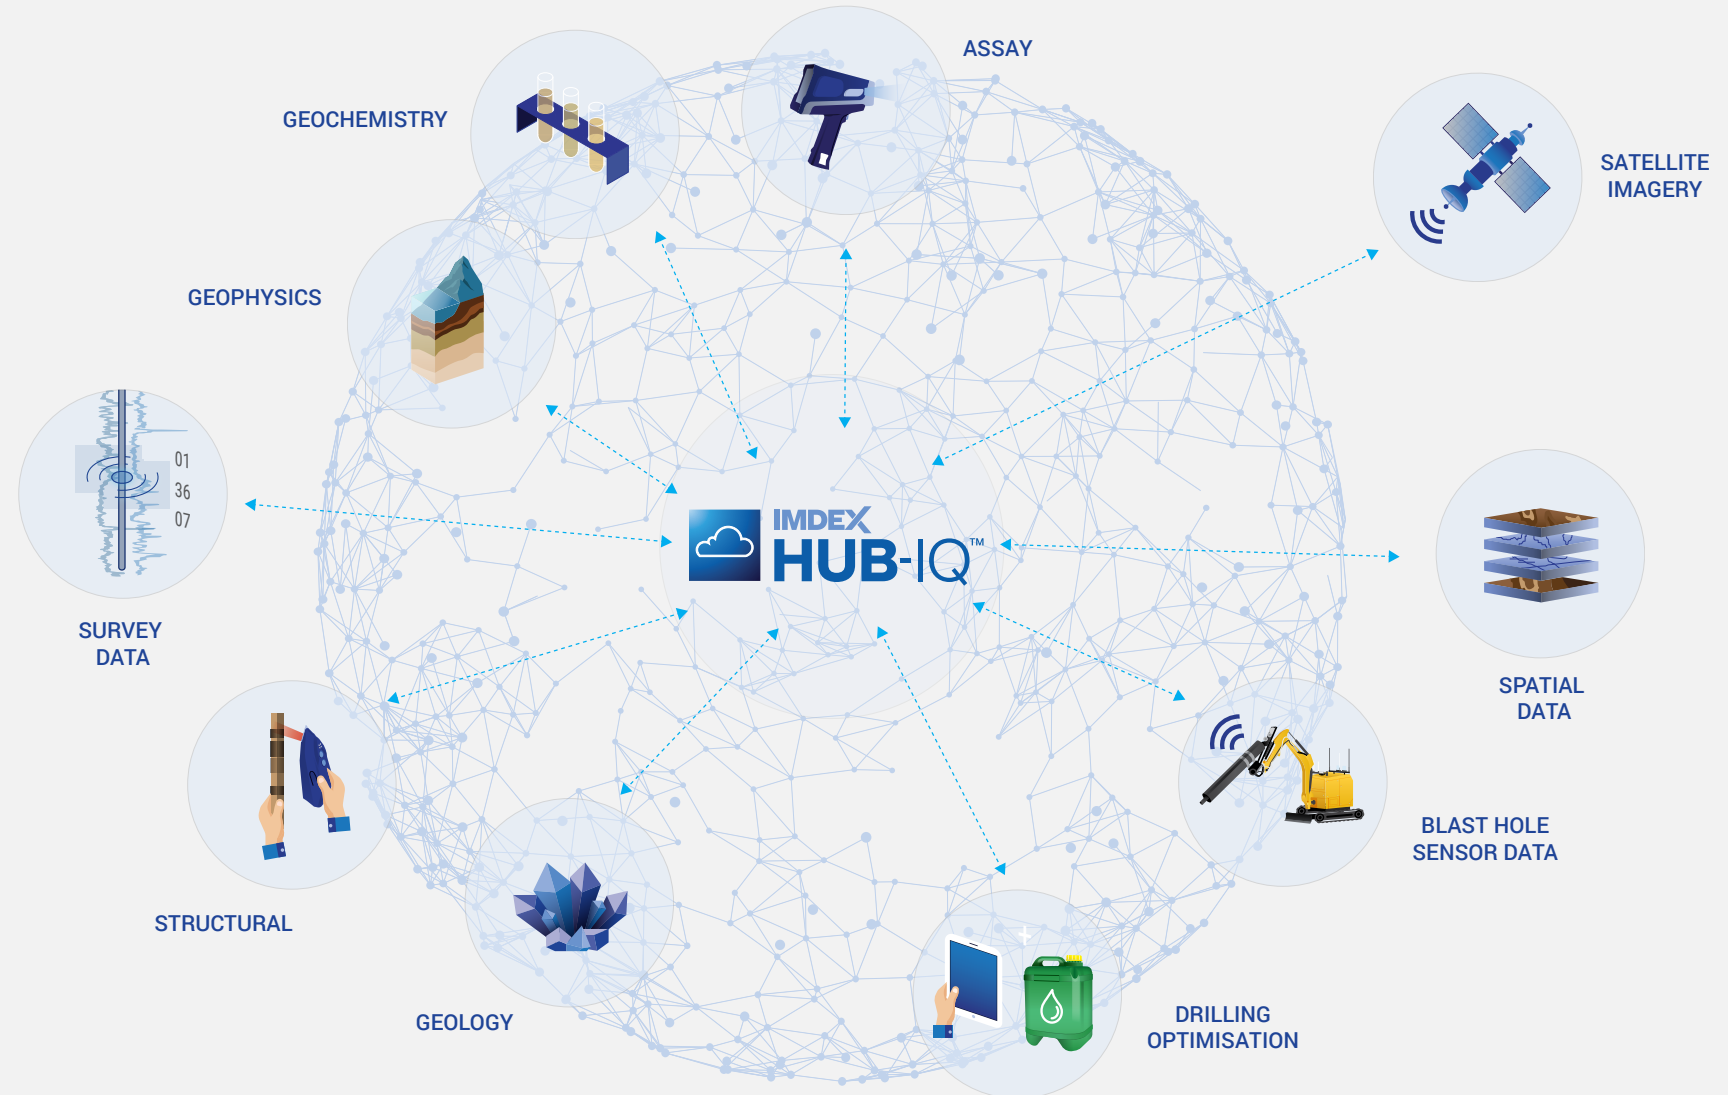 ASSAY
GEOCHEMISTRY
SATELLITE
IMAGERY
GEOPHYSICS
01
36
07
IMDEX
HUB-IQ™
SURVEY
DATA
SPATIAL
DATA
BLAST HOLE
SENSOR DATA
STRUCTURAL
GEOLOGY
DRILLING
OPTIMISATION